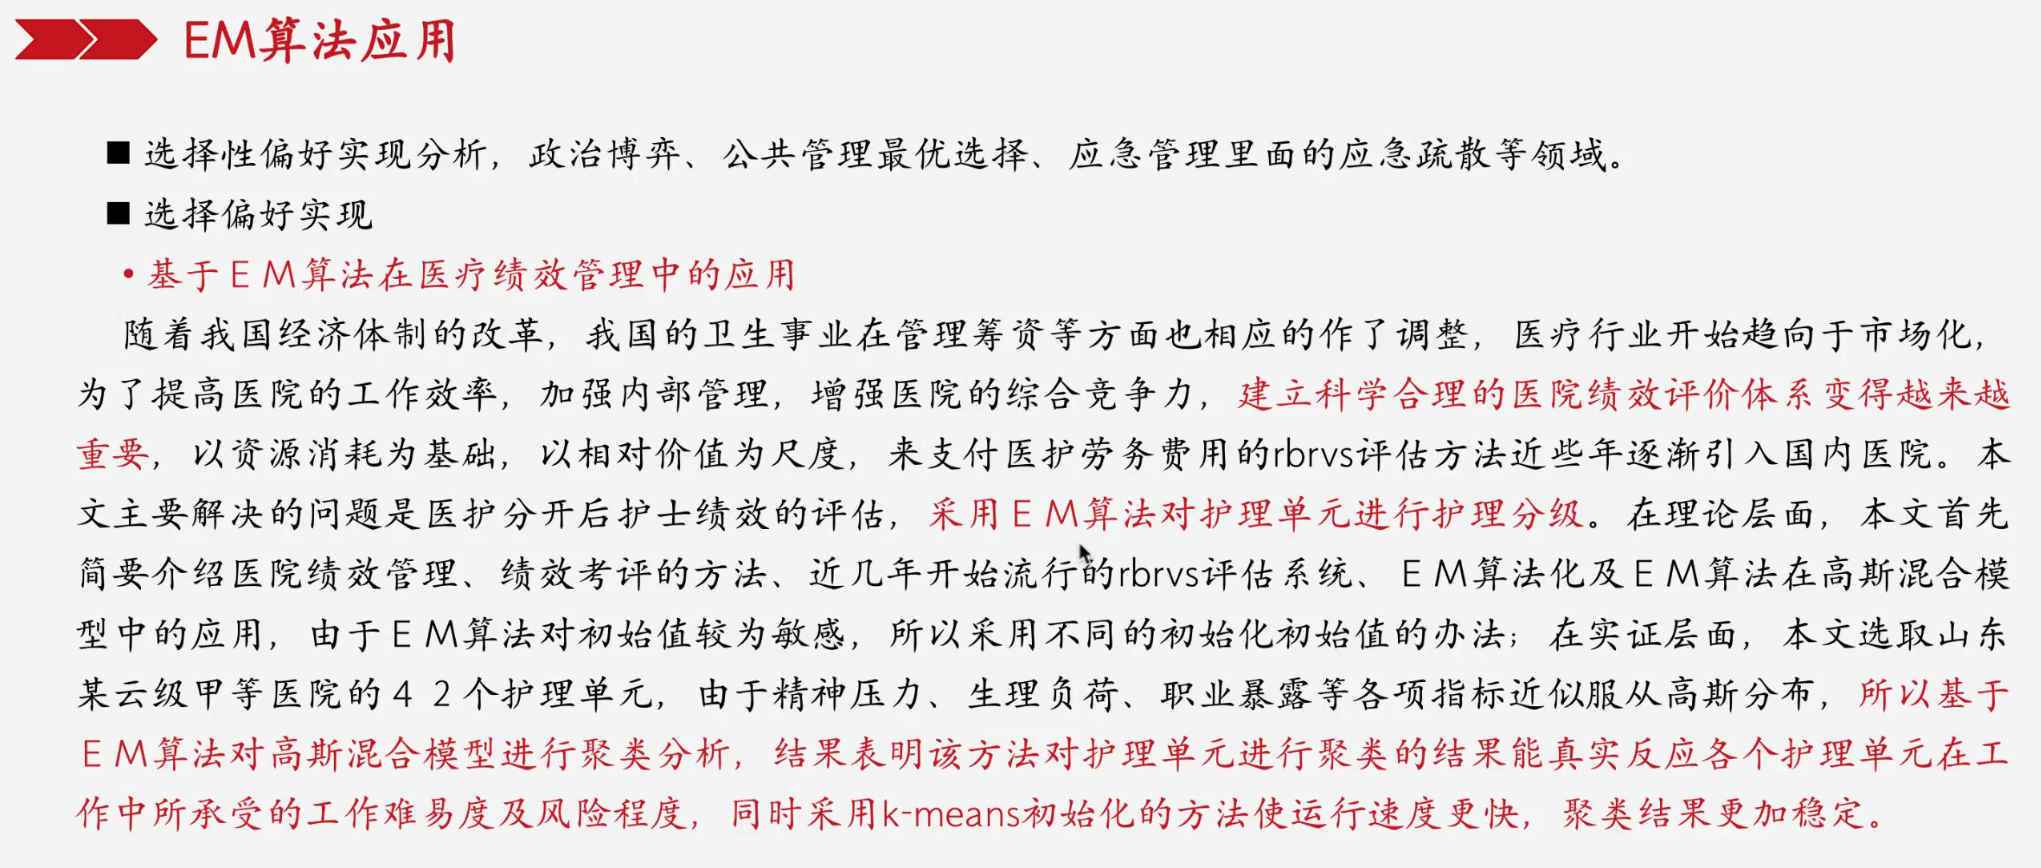 EM算法应用
■ 选择性偏好实现分析，政治博弈、公共管理最优选择、应急管理里面的应急疏散等领域。
■ 选择偏好实现
• 基于ＥＭ算法在医疗绩效管理中的应用
随着我国经济体制的改革，我国的卫生事业在管理筹资等方面也相应的作了调整，医疗行业开始趋向于市场化，
为了提高医院的工作效率，加强内部管理，增强医院的综合竞争力，建立科学合理的医院绩效评价体系变得越来越
重要，以资源消耗为基础，以相对价值为尺度，来支付医护劳务费用的rbrvs评估方法近些年逐渐引入国内医院。本
文主要解决的问题是医护分开后护士绩效的评估，采用ＥＭ算法对护理单元进行护理分级。在理论层面，本文首先
简要介绍医院绩效管理、绩效考评的方法、近几年开始流行的rbrvs评估系统、ＥＭ算法化及ＥＭ算法在高斯混合模
型中的应用，由于ＥＭ算法对初始值较为敏感，所以采用不同的初始化初始值的办法；在实证层面，本文选取山东
某云级甲等医院的４２个护理单元，由于精神压力、生理负荷、职业暴露等各项指标近似服从高斯分布，所以基于
ＥＭ算法对高斯混合模型进行聚类分析，结果表明该方法对护理单元进行聚类的结果能真实反应各个护理单元在工
作中所承受的工作难易度及风险程度，同时采用k-means初始化的方法使运行速度更快，聚类结果更加稳定。